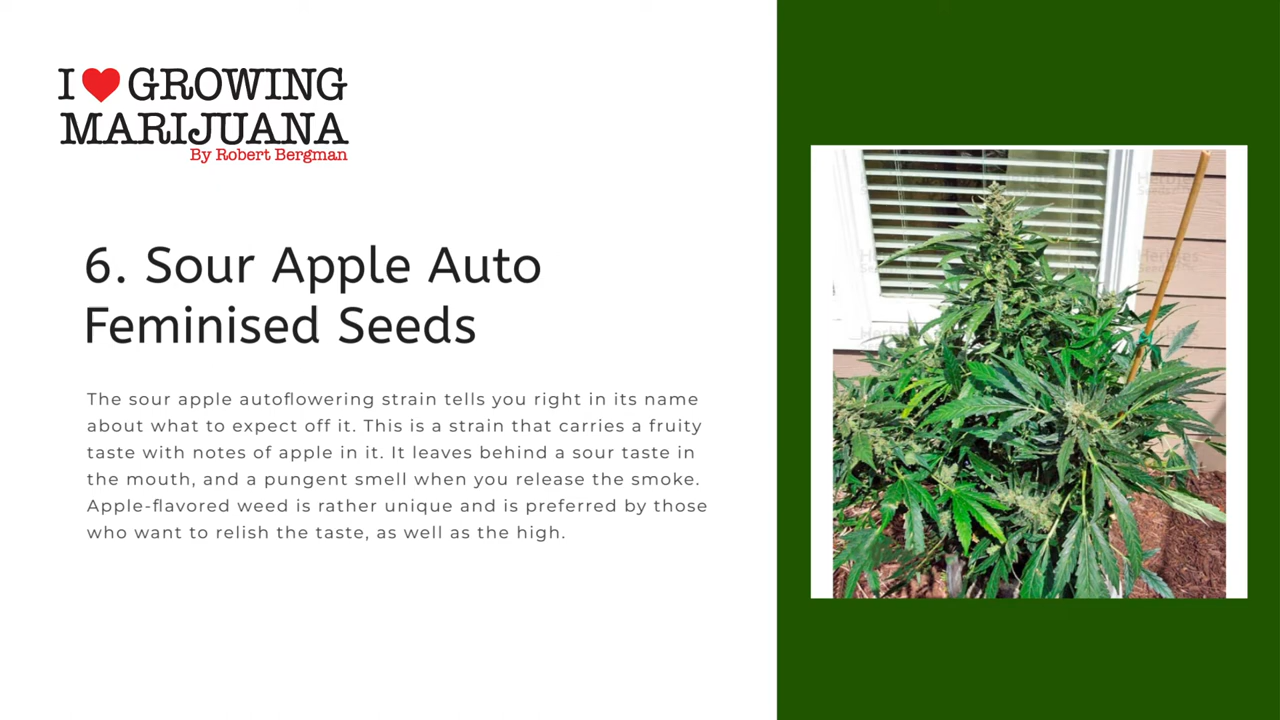 I ❤ GROWING
MARIJUANA
By Robert Bergman
6. Sour Apple Auto
Feminised Seeds
The sour apple autoflowering strain tells you right in its name
about what to expect off it. This is a strain that carries a fruity
taste with notes of apple in it. It leaves behind a sour taste in
the mouth, and a pungent smell when you release the smoke.
Apple-flavored weed is rather unique and is preferred by those
who want to relish the taste, as well as the high.